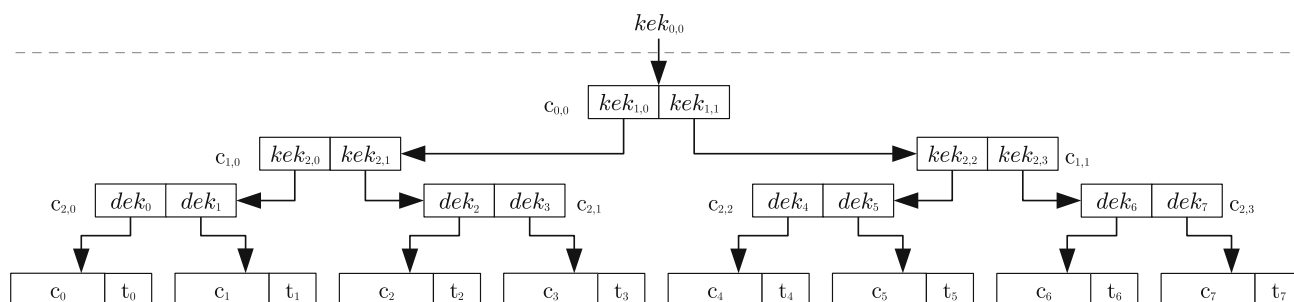 kek0,0
c0,0 kek1,0 kek1,1
c1,0 kek2,0 kek2,1 kek2,2 kek2,3 c1,1
c2,0 dek0 dek1 dek2 dek3 c2,1 c2,2 dek4 dek5 dek6 dek7 c2,3
c0 t0 c1 t1 c2 t2 c3 t3 c4 t4 c5 t5 c6 t6 c7 t7